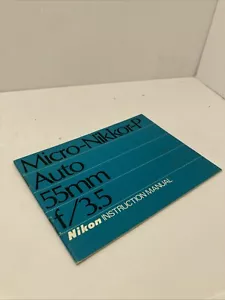 Micro-Nikkor-P
Auto
55mm
f/3.5
Nikon INSTRUCTION MANUAL